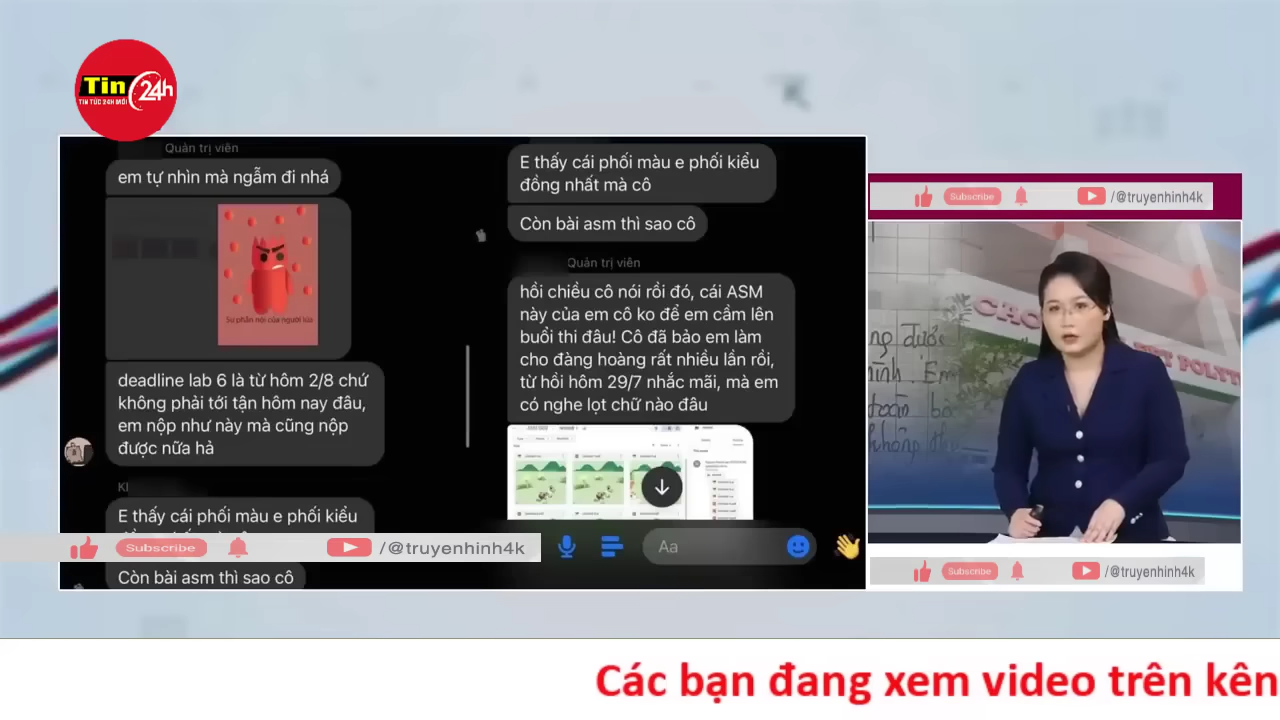 Tin 24h
TIN TỨC 24H MỚI
Quản trị viên
em tự nhìn mà ngẫm đi nhá
Sự phẫn nộ của người lùa
deadline lab 6 là từ hôm 2/8 chứ
không phải tới tận hôm nay đâu,
em nộp như này mà cũng nộp
được nữa hả
E thấy cái phối màu e phối kiểu
Còn bài asm thì sao cô
E thấy cái phối màu e phối kiểu
đồng nhất mà cô
Còn bài asm thì sao cô
Quản trị viên
hồi chiều cô nói rồi đó, cái ASM
này của em cô ko để em cầm lên
buổi thi đâu! Cô đã bảo em làm
cho đàng hoàng rất nhiều lần rồi,
từ hồi hôm 29/7 nhắc mãi, mà em
có nghe lọt chữ nào đâu
Aa
Subscribe
/@truyenhinh4k
Subscribe
/@truyenhinh4k
CHO
POLYT
ng được
Em
Subscribe
/@truyenhinh4k
Các bạn đang xem video trên kên